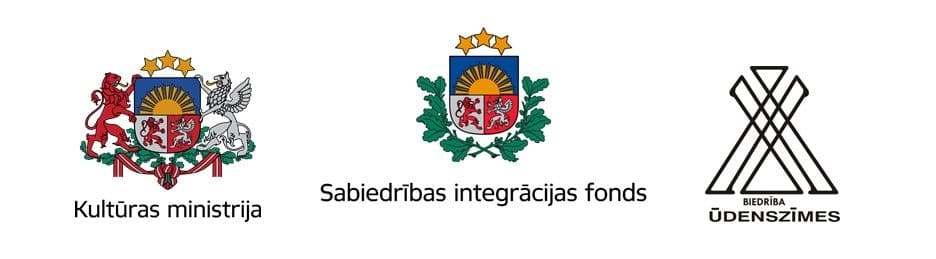 Kultūras ministrija
Sabiedrības integrācijas fonds
BIEDRĪBA
ŪDENSZĪMES